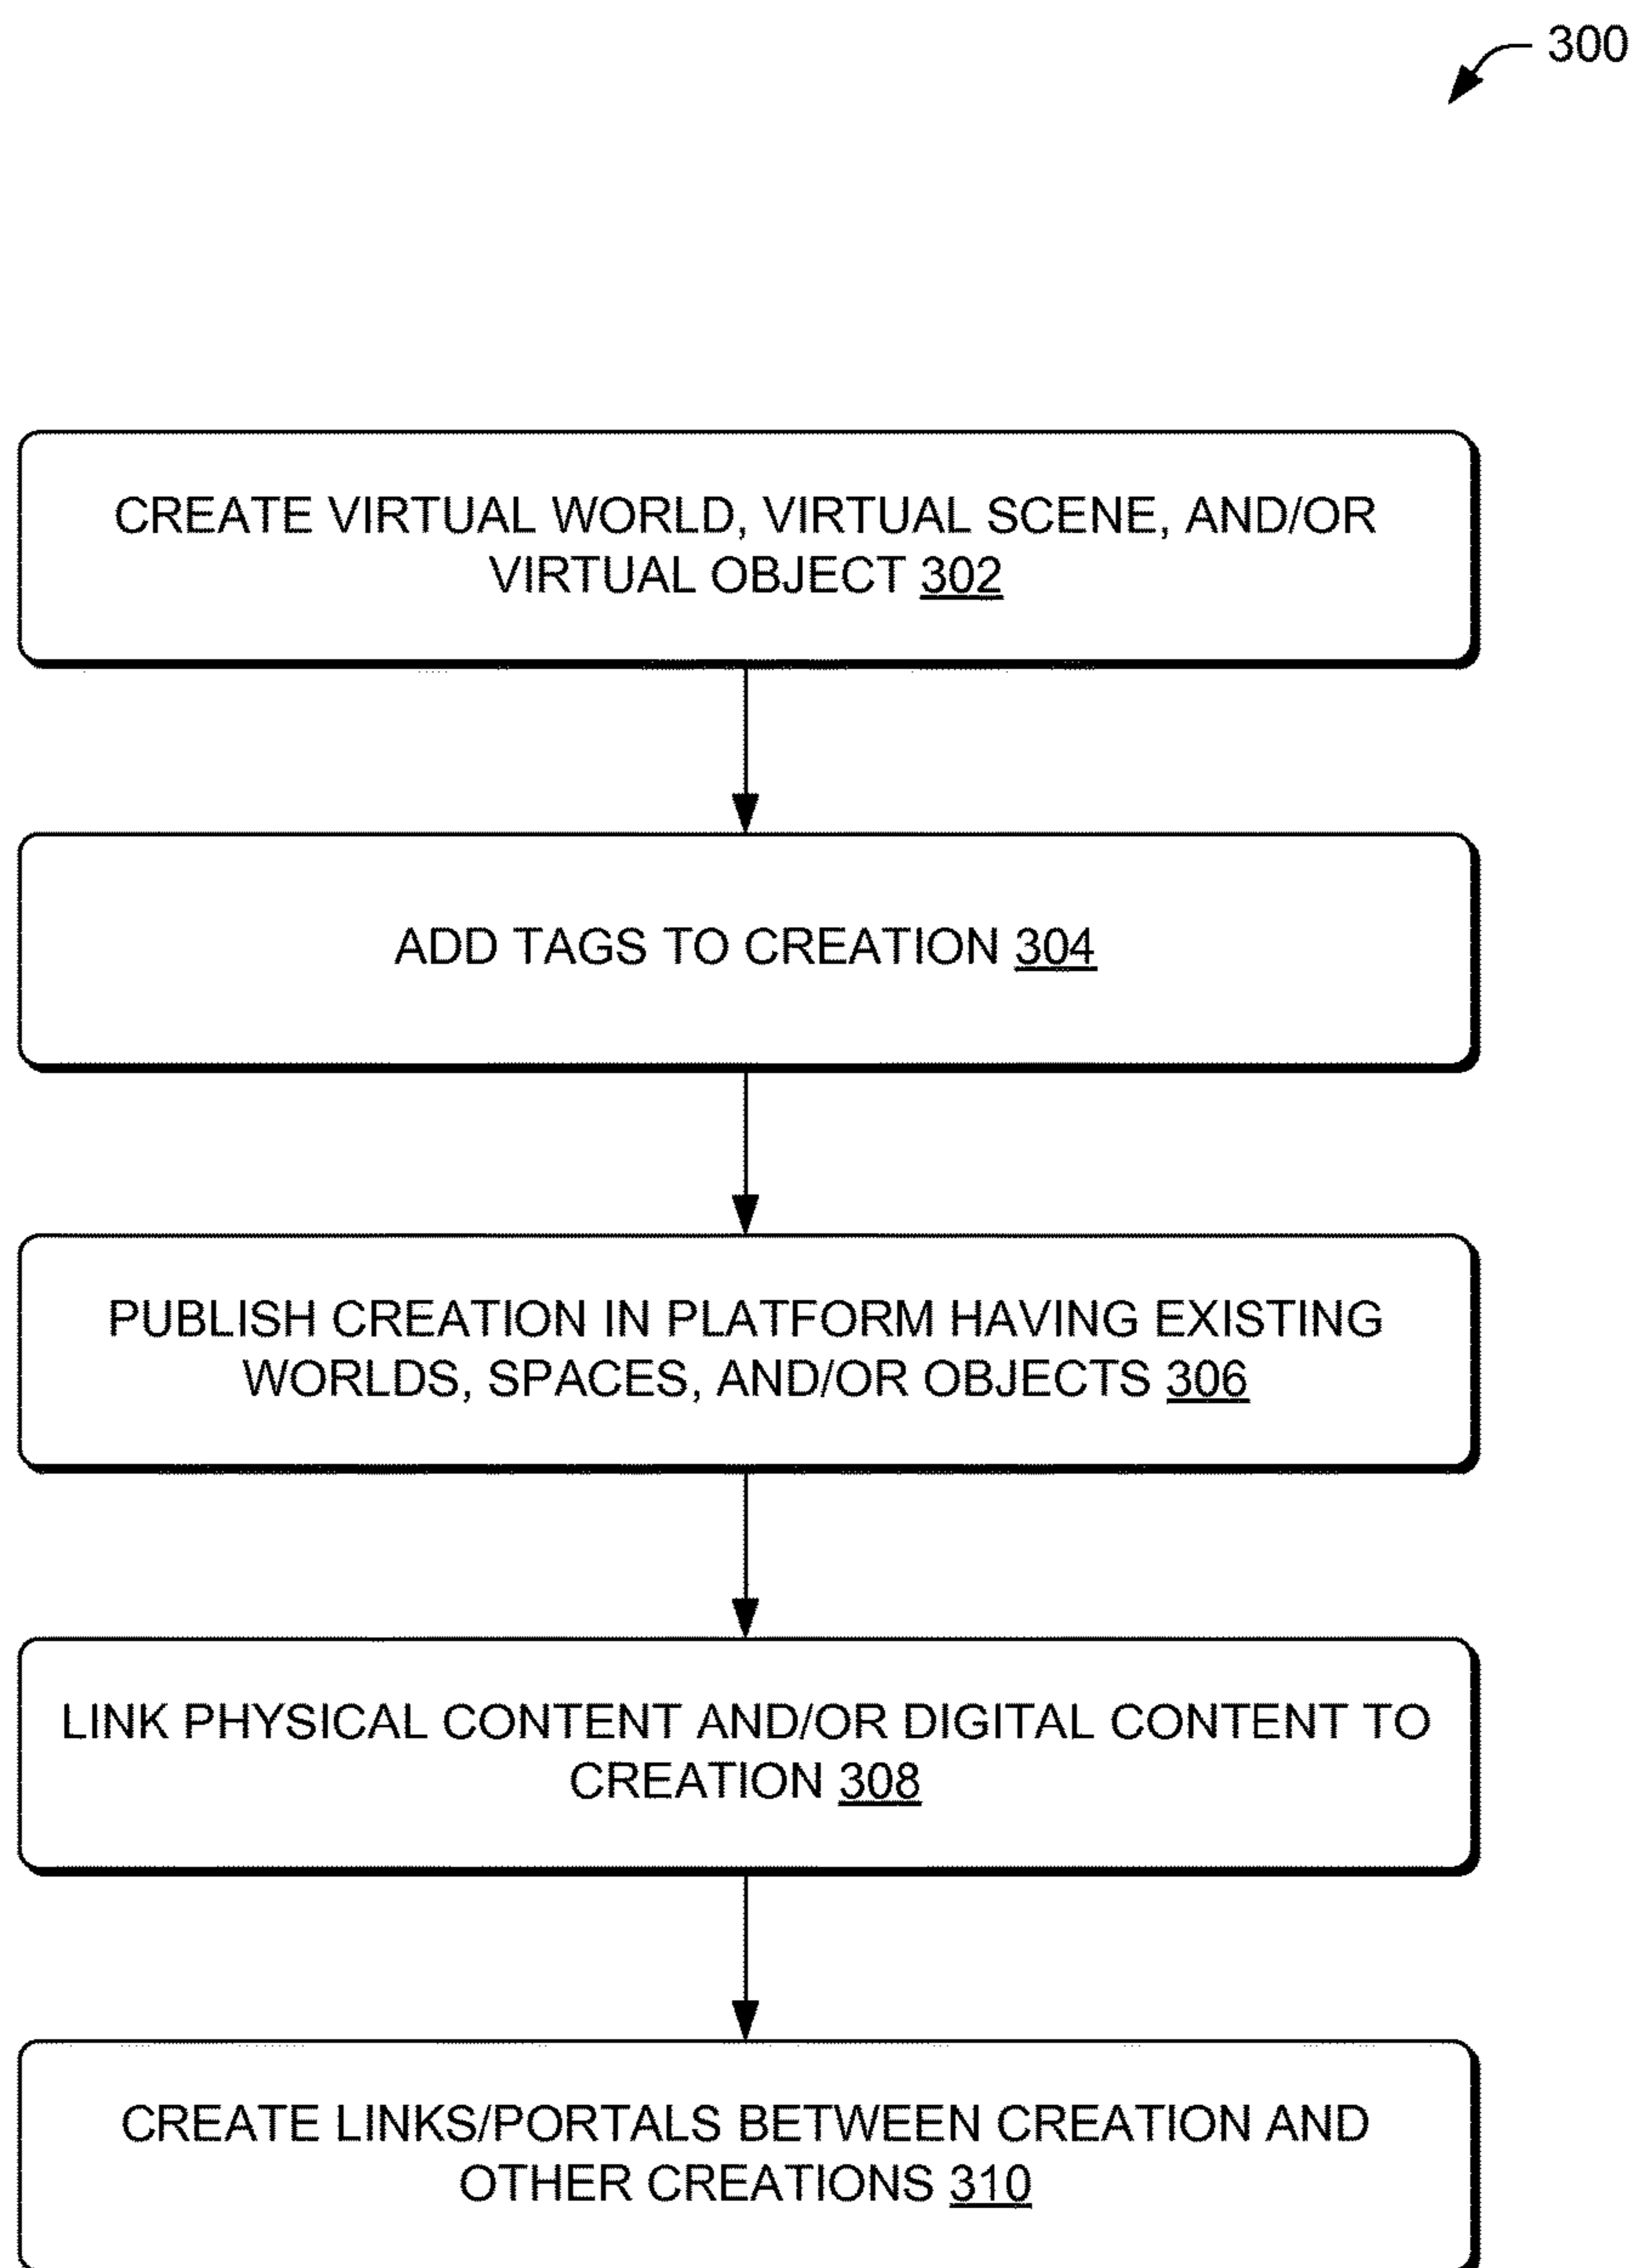 300
CREATE VIRTUAL WORLD, VIRTUAL SCENE, AND/OR
VIRTUAL OBJECT 302
ADD TAGS TO CREATION 304
PUBLISH CREATION IN PLATFORM HAVING EXISTING
WORLDS, SPACES, AND/OR OBJECTS 306
LINK PHYSICAL CONTENT AND/OR DIGITAL CONTENT TO
CREATION 308
CREATE LINKS/PORTALS BETWEEN CREATION AND
OTHER CREATIONS 310